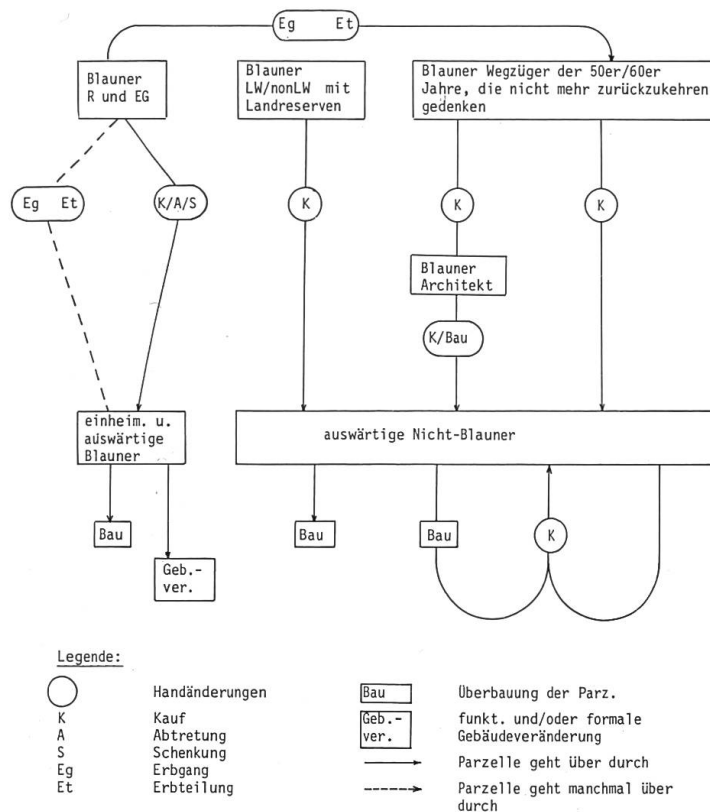 Eg Et
Blauner
R und EG
Blauner
LW/nonLW mit
Landreserven
Blauner Wegzüger der 50er/60er
Jahre, die nicht mehr zurückzukehren
gedenken
Eg Et
K/A/S
K
K
K
Blauner
Architekt
K/Bau
einheim. u.
auswärtige
Blauner
auswärtige Nicht-Blauner
Bau
Bau
Bau
K
Geb.-
ver.
Legende:
Handänderungen
K Kauf
A Abtretung
S Schenkung
Eg Erbgang
Et Erbteilung
Bau Überbauung der Parz.
Geb.- funkt. und/oder formale
ver. Gebäudeveränderung
Parzelle geht über durch
Parzelle geht manchmal über
durch